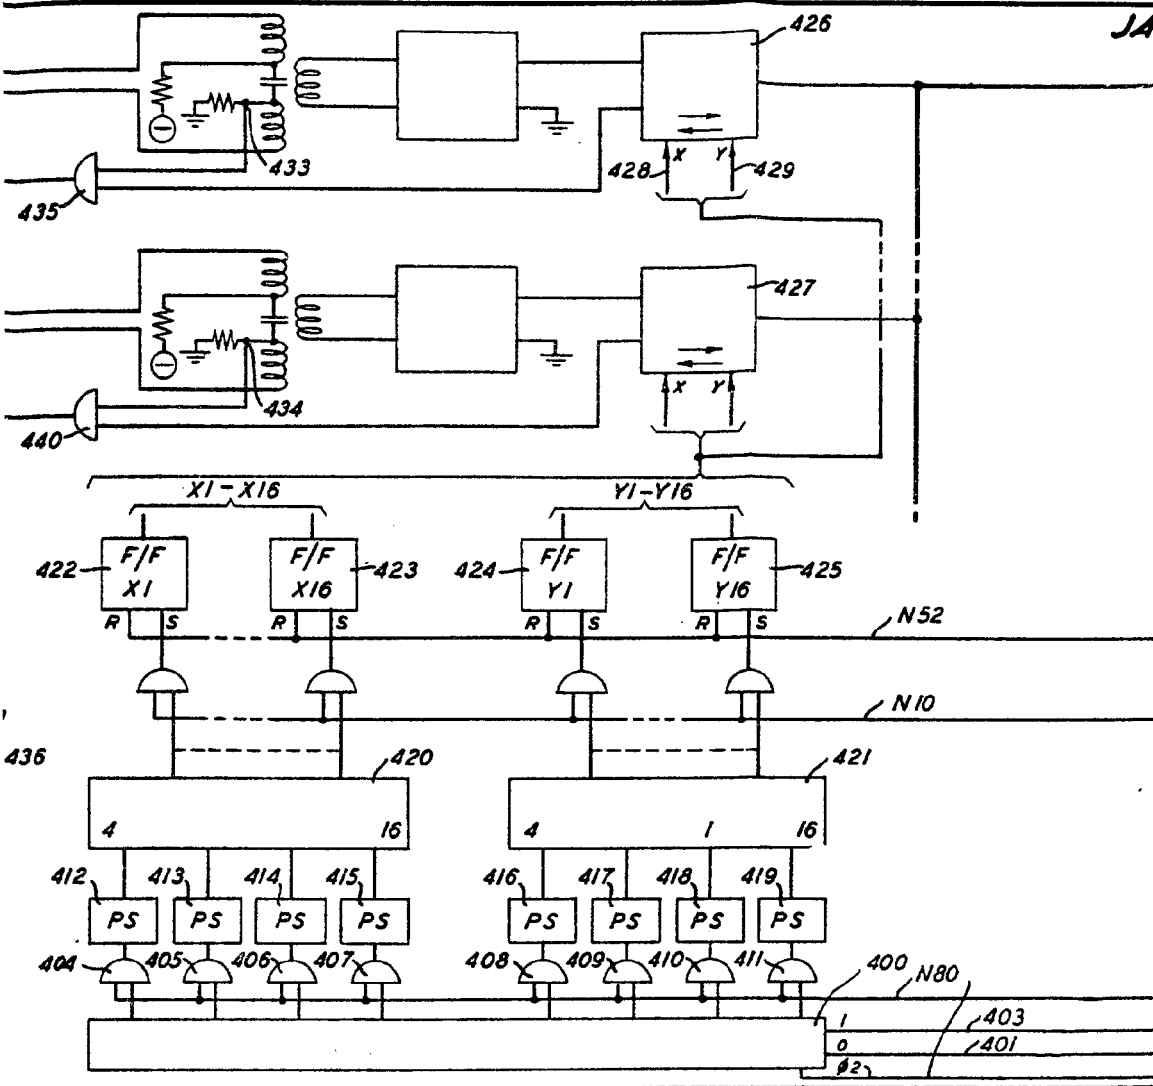 JA
426
X Y
428 429
433
435
427
X Y
434
440
X1-X16 Y1-Y16
422 F/F X1 F/F X16 423 424 F/F Y1 F/F Y16 425
R S R S R S R S
N52
N10
436
420 421
4 16 4 1 16
412 413 414 415 416 417 418 419
PS PS PS PS PS PS PS PS
404 405 406 407 408 409 410 411 400
N80
1 403
0 401
φ2